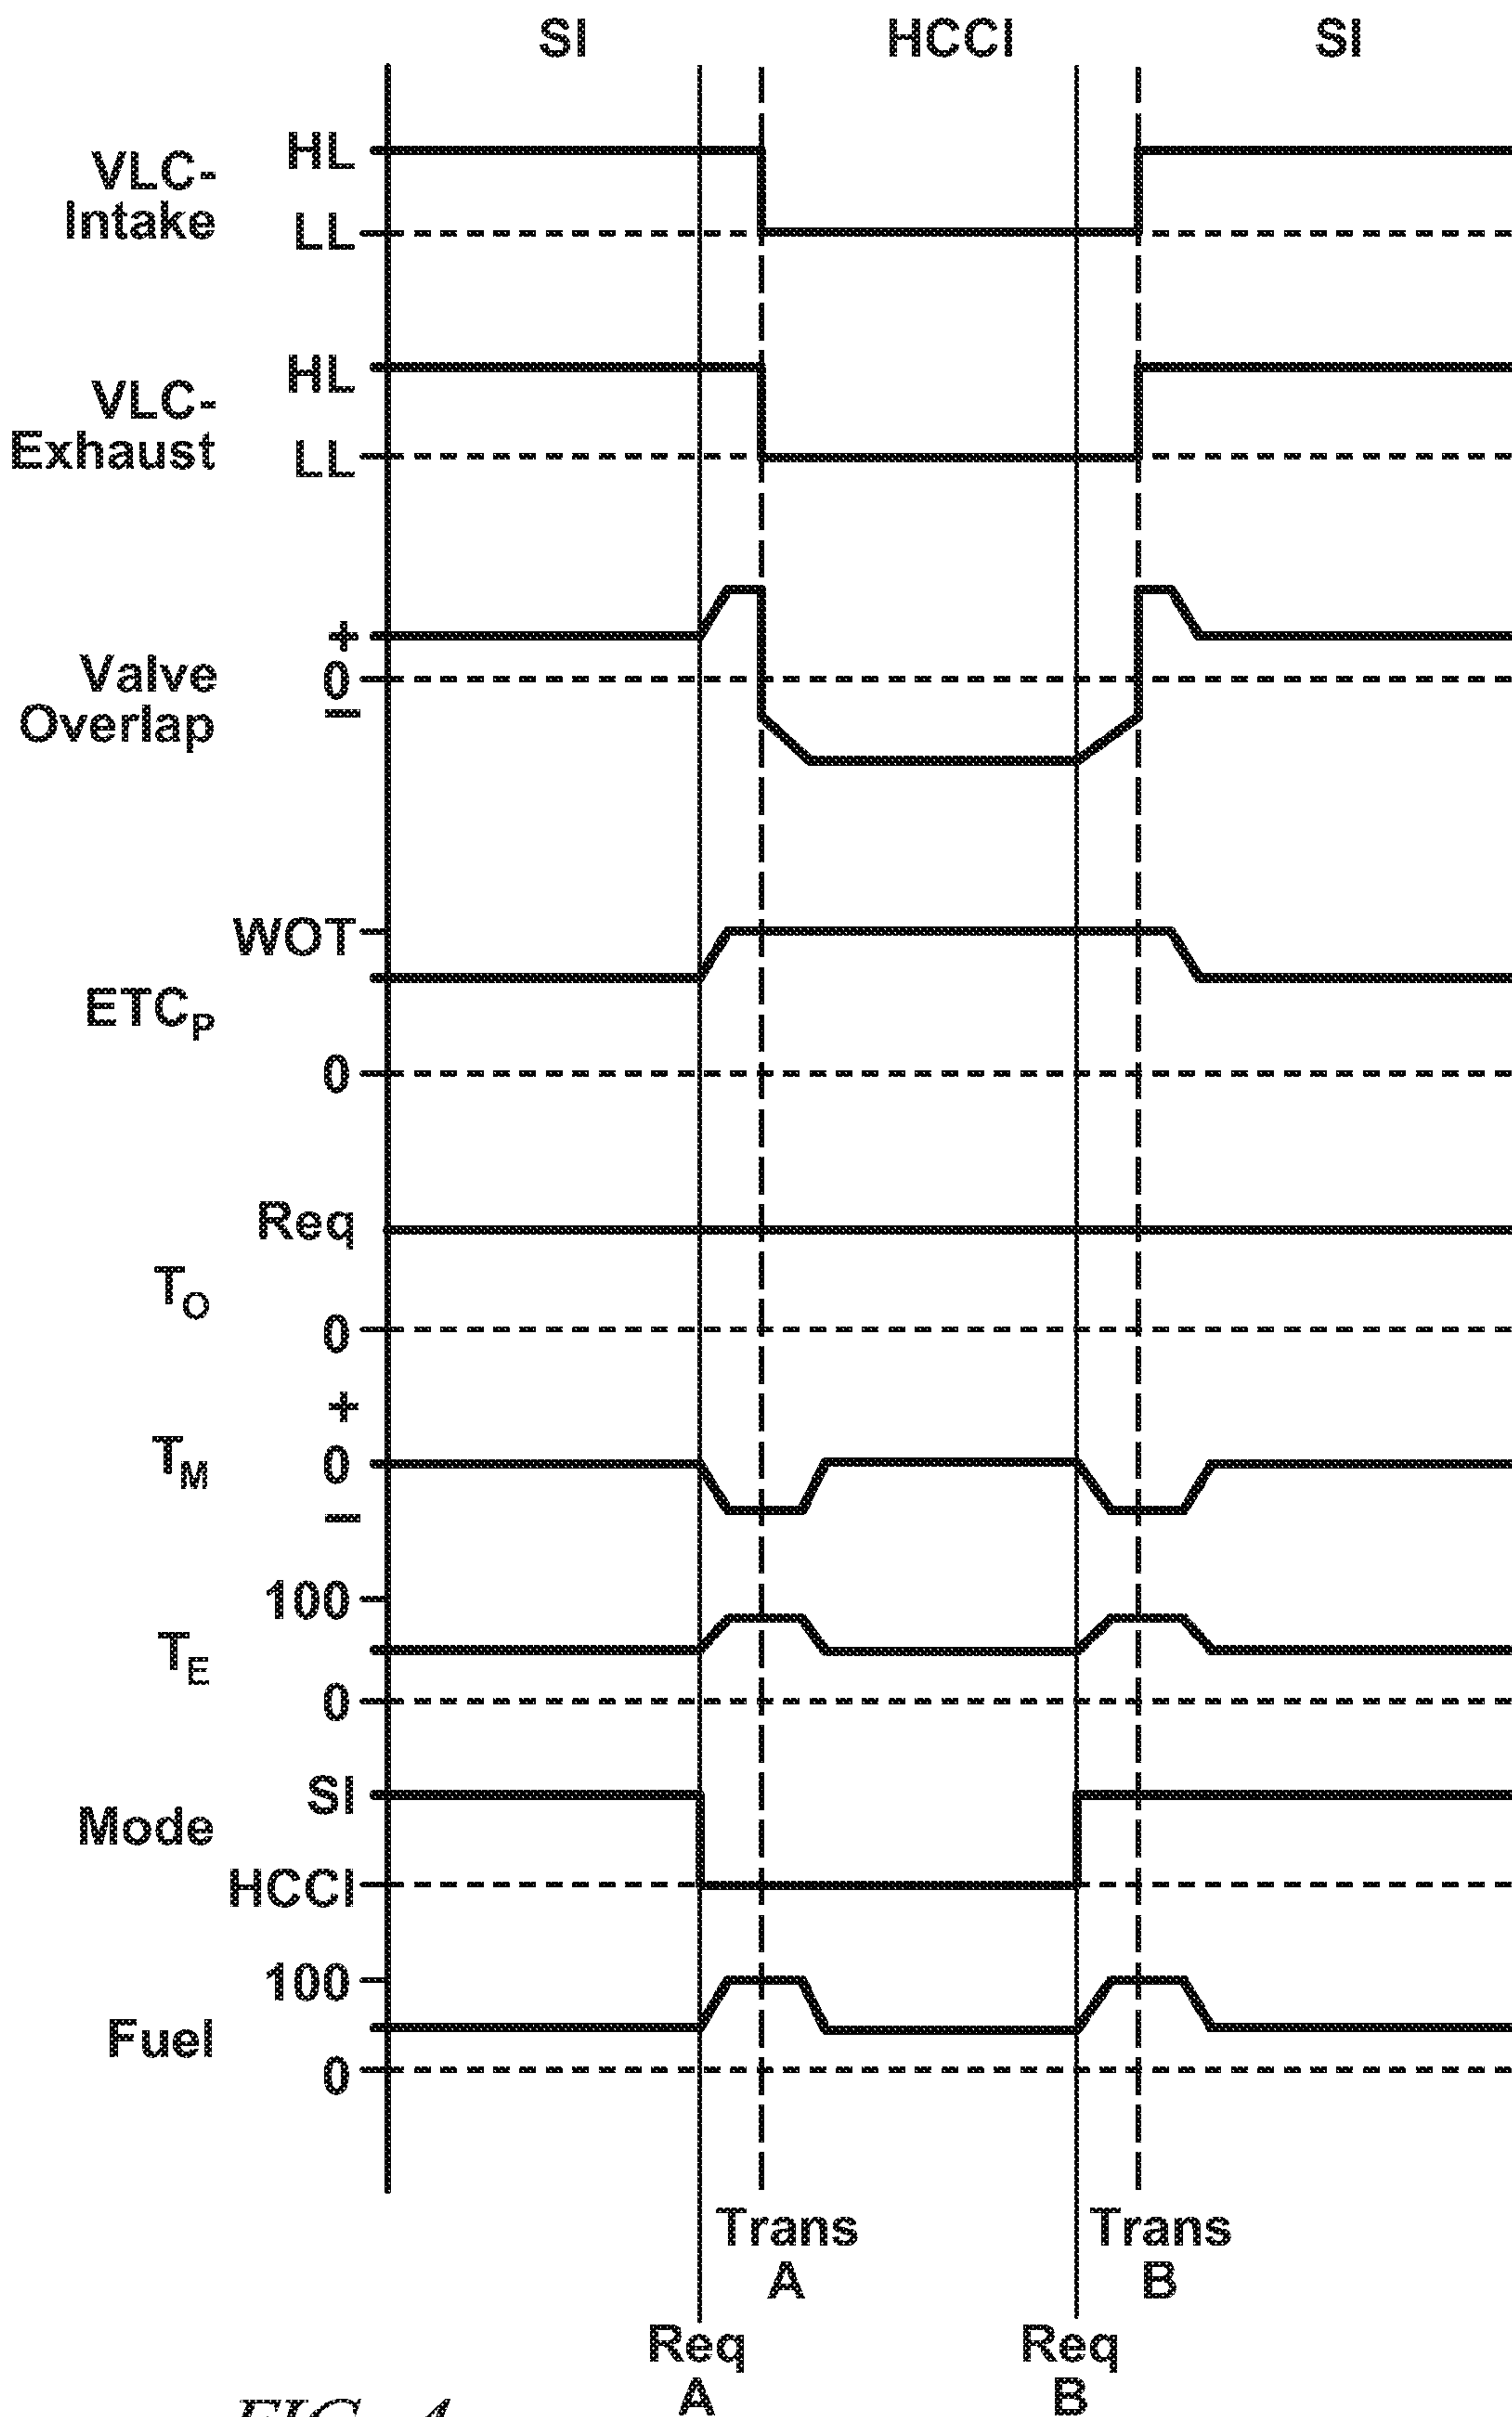 SI HCCI SI
VLC-
Intake
HL
LL
VLC-
Exhaust
HL
LL
Valve
Overlap
+
0
−
ETCP
WOT
0
TO
Req
0
TM
+
0
−
TE
100
0
Mode
SI
HCCI
Fuel
100
0
Trans
A
Trans
B
Req
A
Req
B